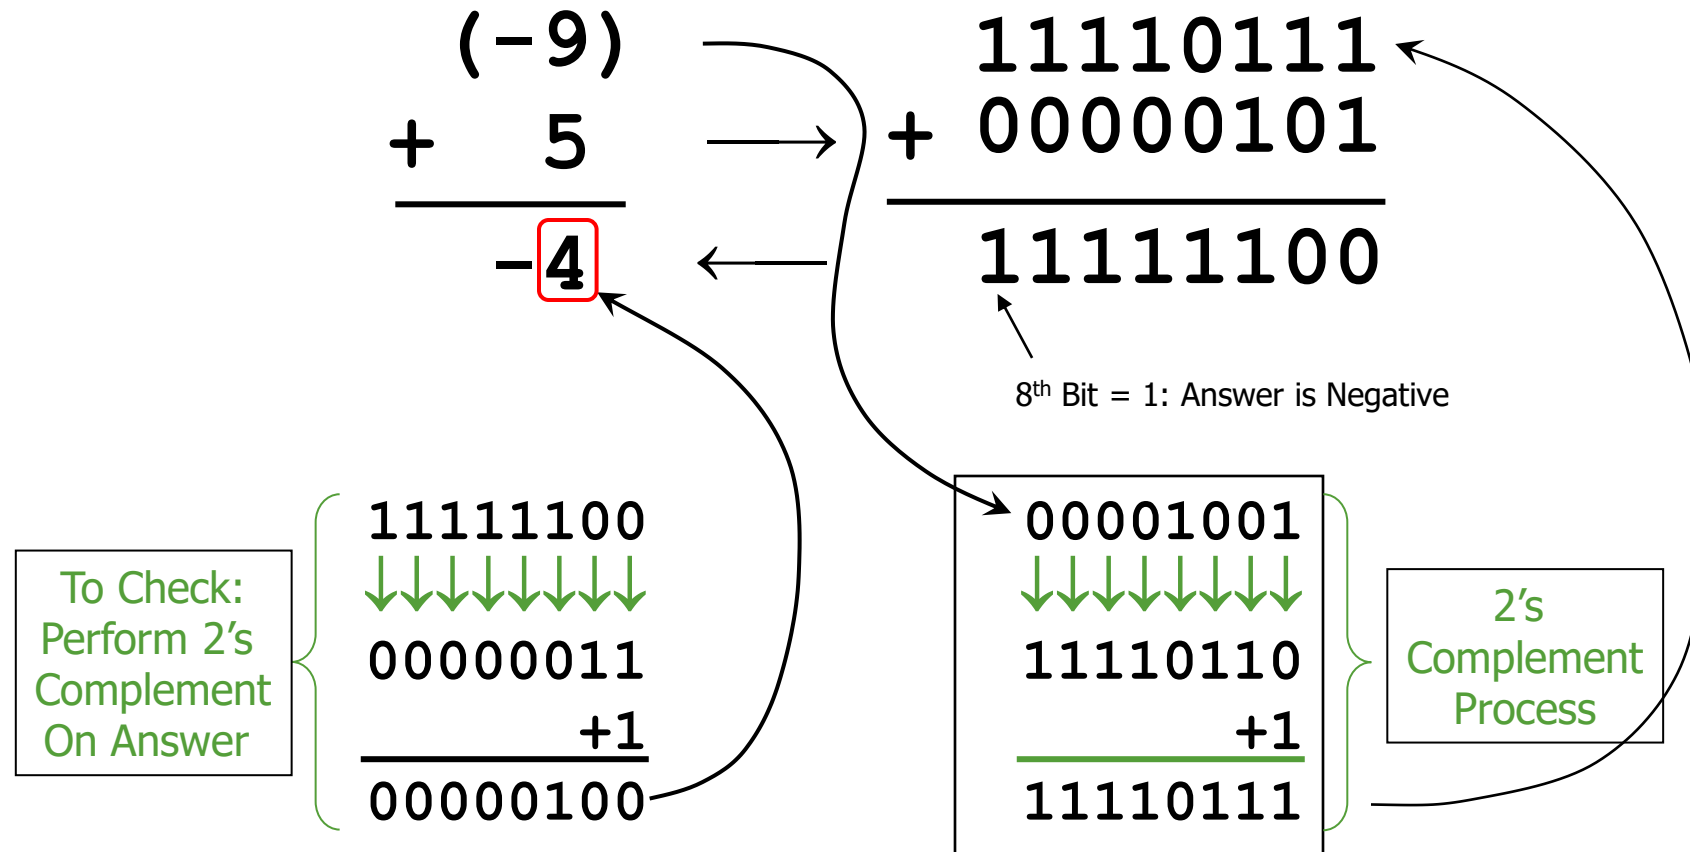 (-9)
+ 5
-4
11110111
+ 00000101
11111100
8th Bit = 1: Answer is Negative
To Check:
Perform 2's
Complement
On Answer
11111100
00000011
+1
00000100
00001001
11110110
+1
11110111
2's
Complement
Process